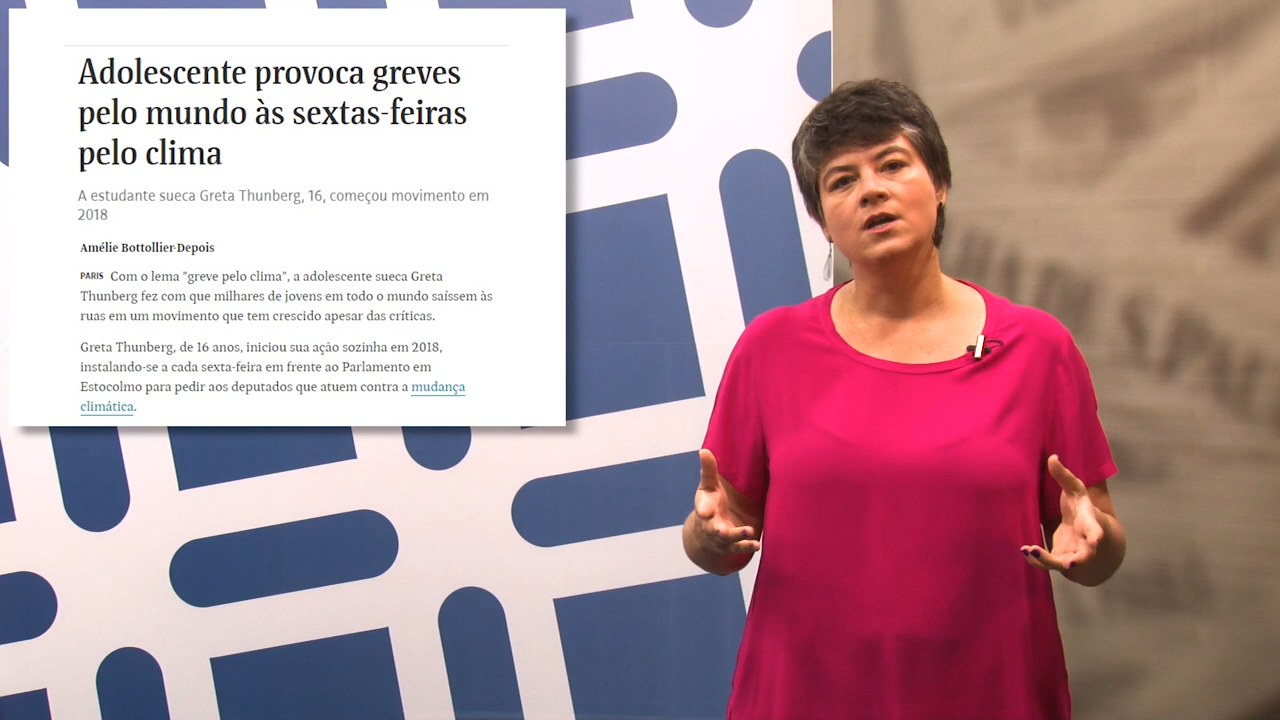 Adolescente provoca greves
pelo mundo às sextas-feiras
pelo clima
A estudante sueca Greta Thunberg, 16, começou movimento em
2018
Amélie Bottollier-Depois
PARIS Com o lema "greve pelo clima", a adolescente sueca Greta
Thunberg fez com que milhares de jovens em todo o mundo saíssem às
ruas em um movimento que tem crescido apesar das críticas.
Greta Thunberg, de 16 anos, iniciou sua ação sozinha em 2018,
instalando-se a cada sexta-feira em frente ao Parlamento em
Estocolmo para pedir aos deputados que atuem contra a mudança
climática.